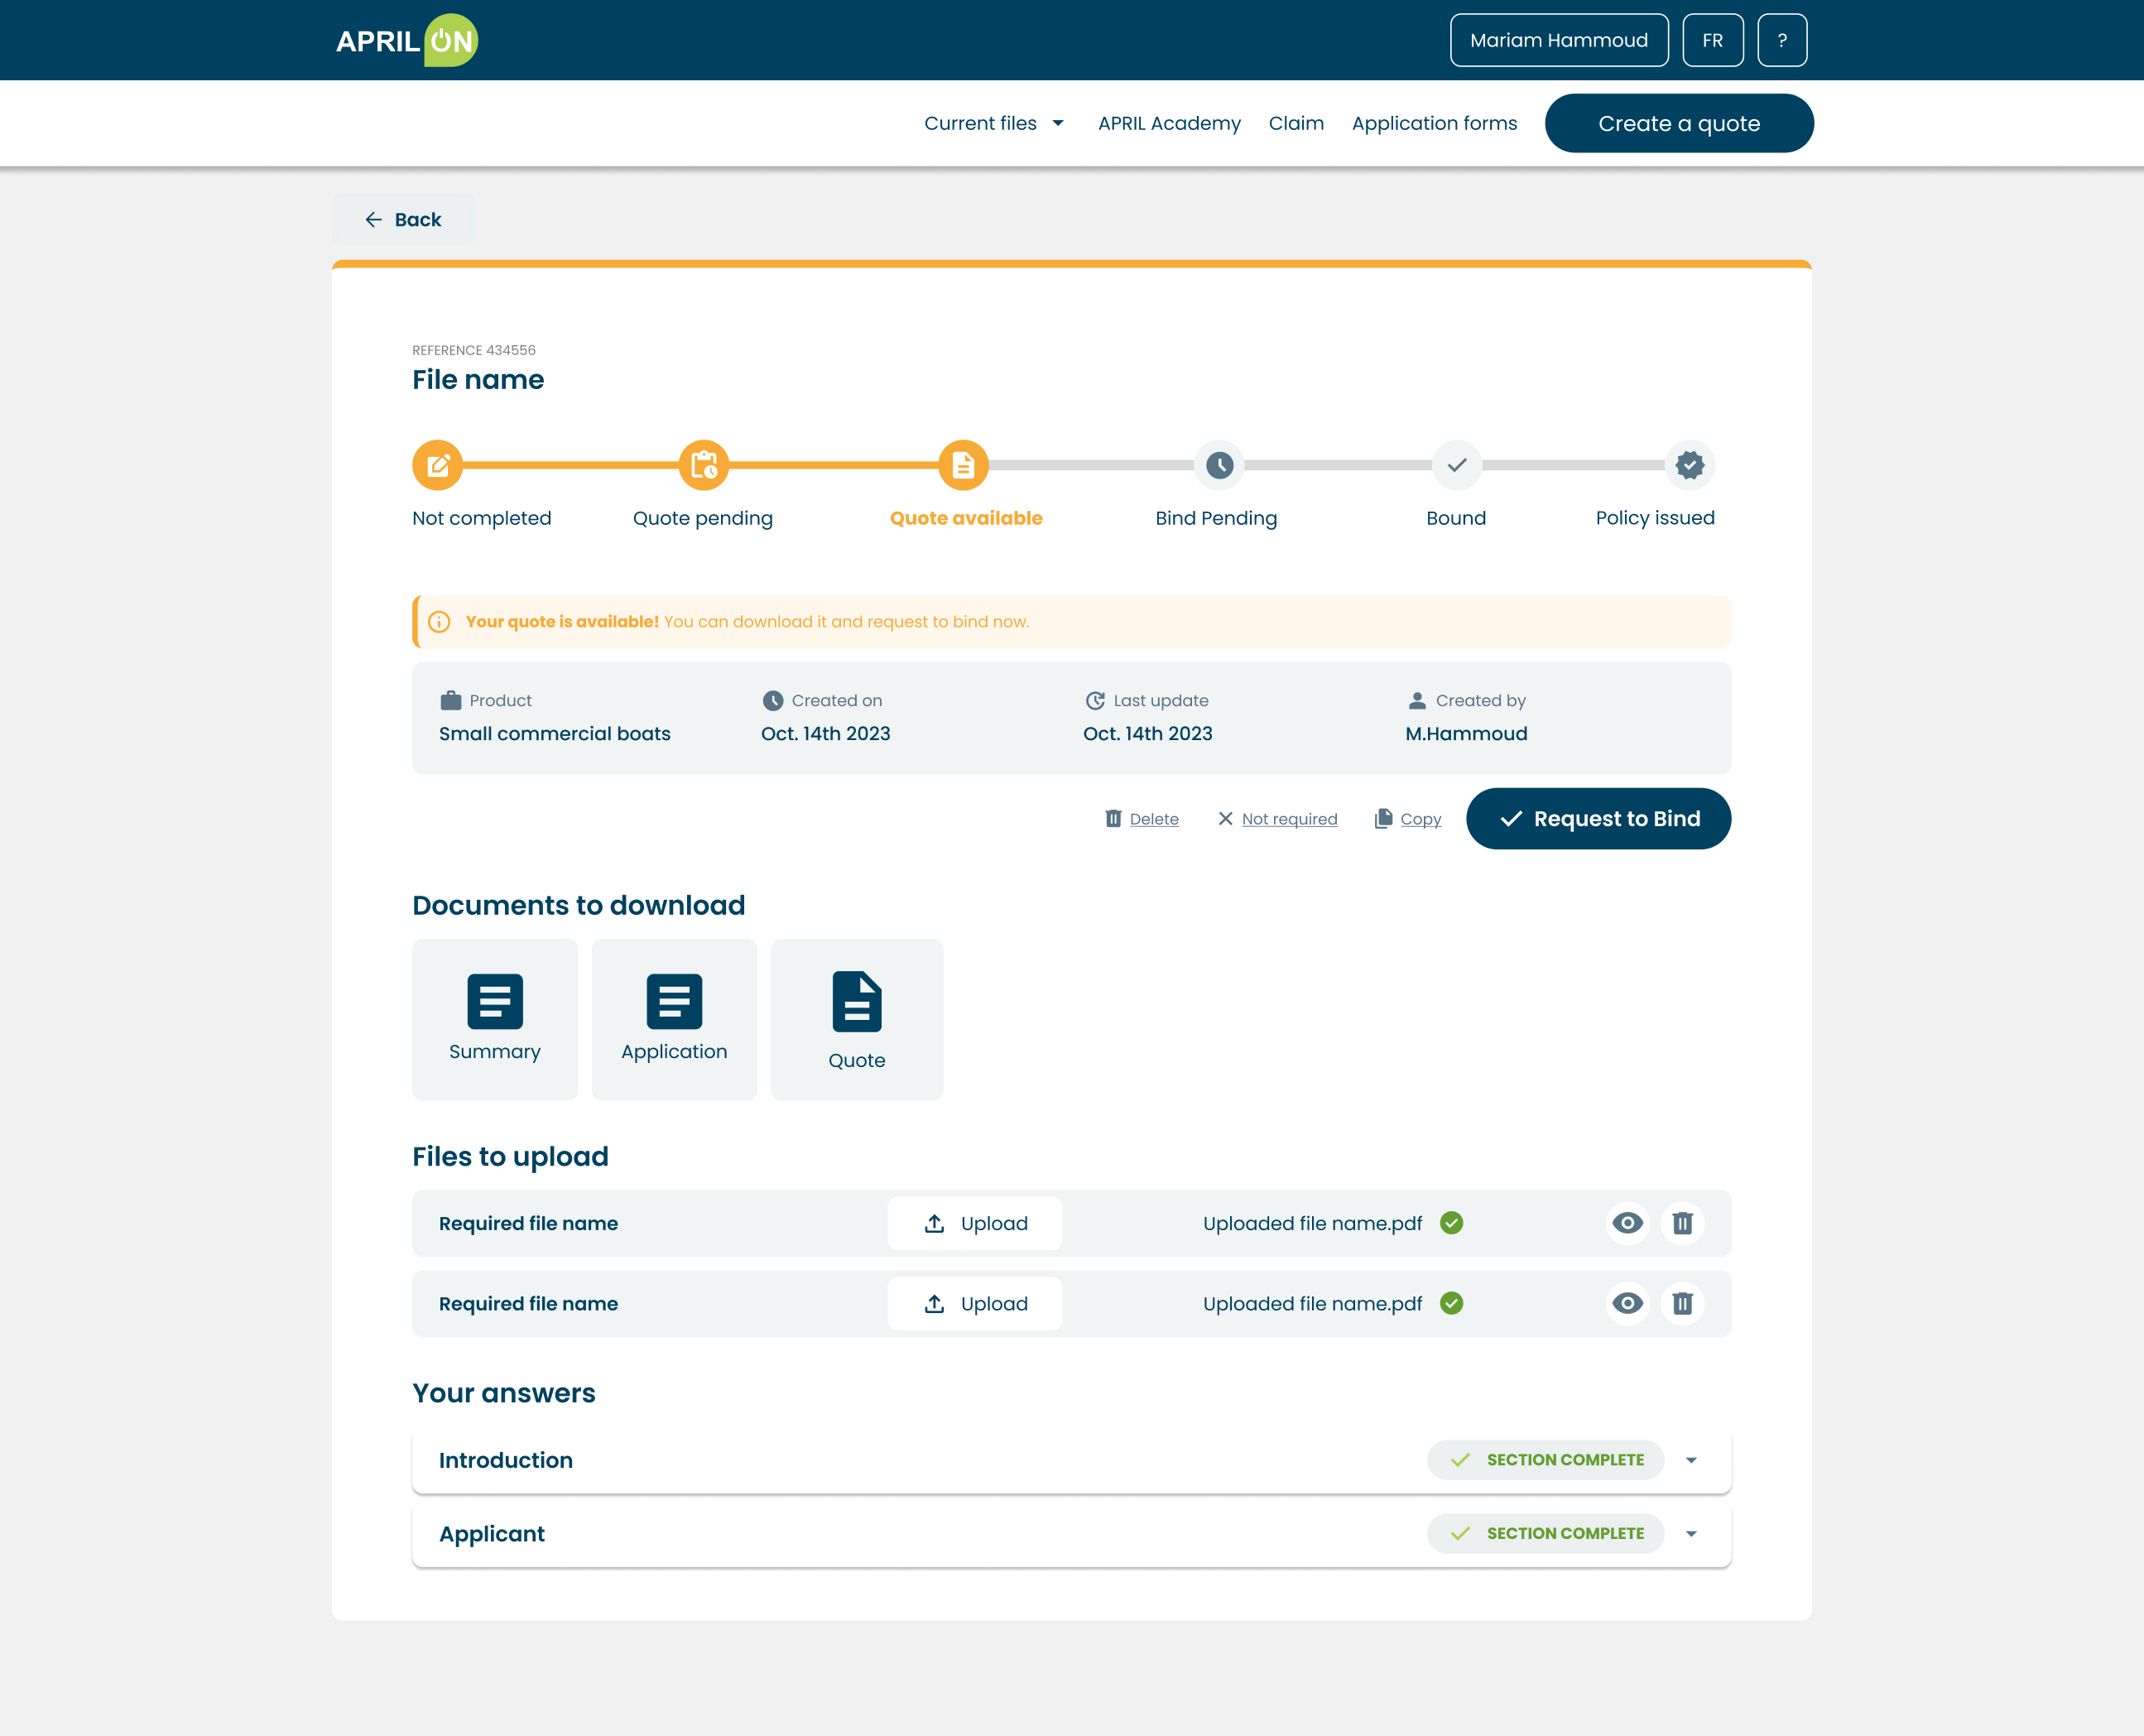 APRIL ON
Mariam Hammoud
FR
?
Current files
APRIL Academy
Claim
Application forms
Create a quote
Back
REFERENCE 434556
File name
Not completed
Quote pending
Quote available
Bind Pending
Bound
Policy issued
Your quote is available! You can download it and request to bind now.
Product
Created on
Last update
Created by
Small commercial boats
Oct. 14th 2023
Oct. 14th 2023
M.Hammoud
Delete
Not required
Copy
Request to Bind
Documents to download
Summary
Application
Quote
Files to upload
Required file name
Upload
Uploaded file name.pdf
Required file name
Upload
Uploaded file name.pdf
Your answers
Introduction
SECTION COMPLETE
Applicant
SECTION COMPLETE